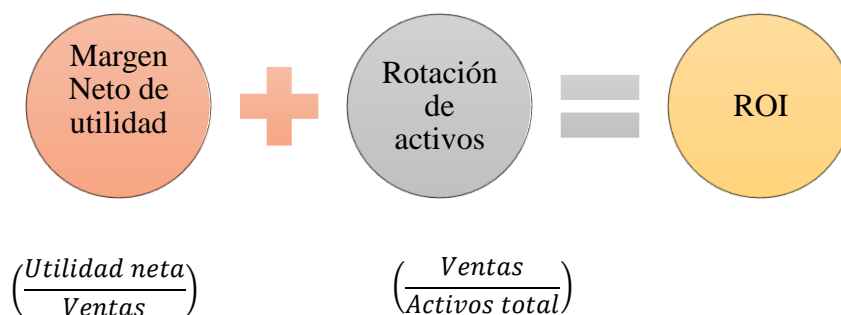 Margen
Neto de
utilidad
+
Rotación
de
activos
=
ROI
(Utilidad neta / Ventas)
(Ventas / Activos total)